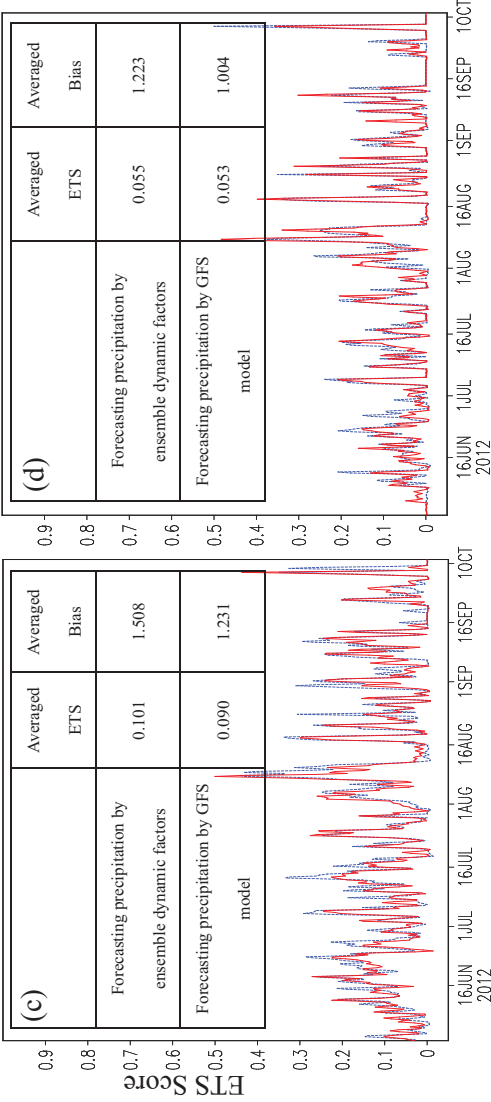 (c)
Averaged
ETS
Averaged
Bias
Forecasting precipitation by
ensemble dynamic factors
0.101
1.508
Forecasting precipitation by GFS
model
0.090
1.231
ETS Score
0.9
0.8
0.7
0.6
0.5
0.4
0.3
0.2
0.1
0
16JUN
2012
1JUL
16JUL
1AUG
16AUG
1SEP
16SEP
10CT
(d)
Averaged
ETS
Averaged
Bias
Forecasting precipitation by
ensemble dynamic factors
0.055
1.223
Forecasting precipitation by GFS
model
0.053
1.004
0.9
0.8
0.7
0.6
0.5
0.4
0.3
0.2
0.1
0
16JUN
2012
1JUL
16JUL
1AUG
16AUG
1SEP
16SEP
10CT